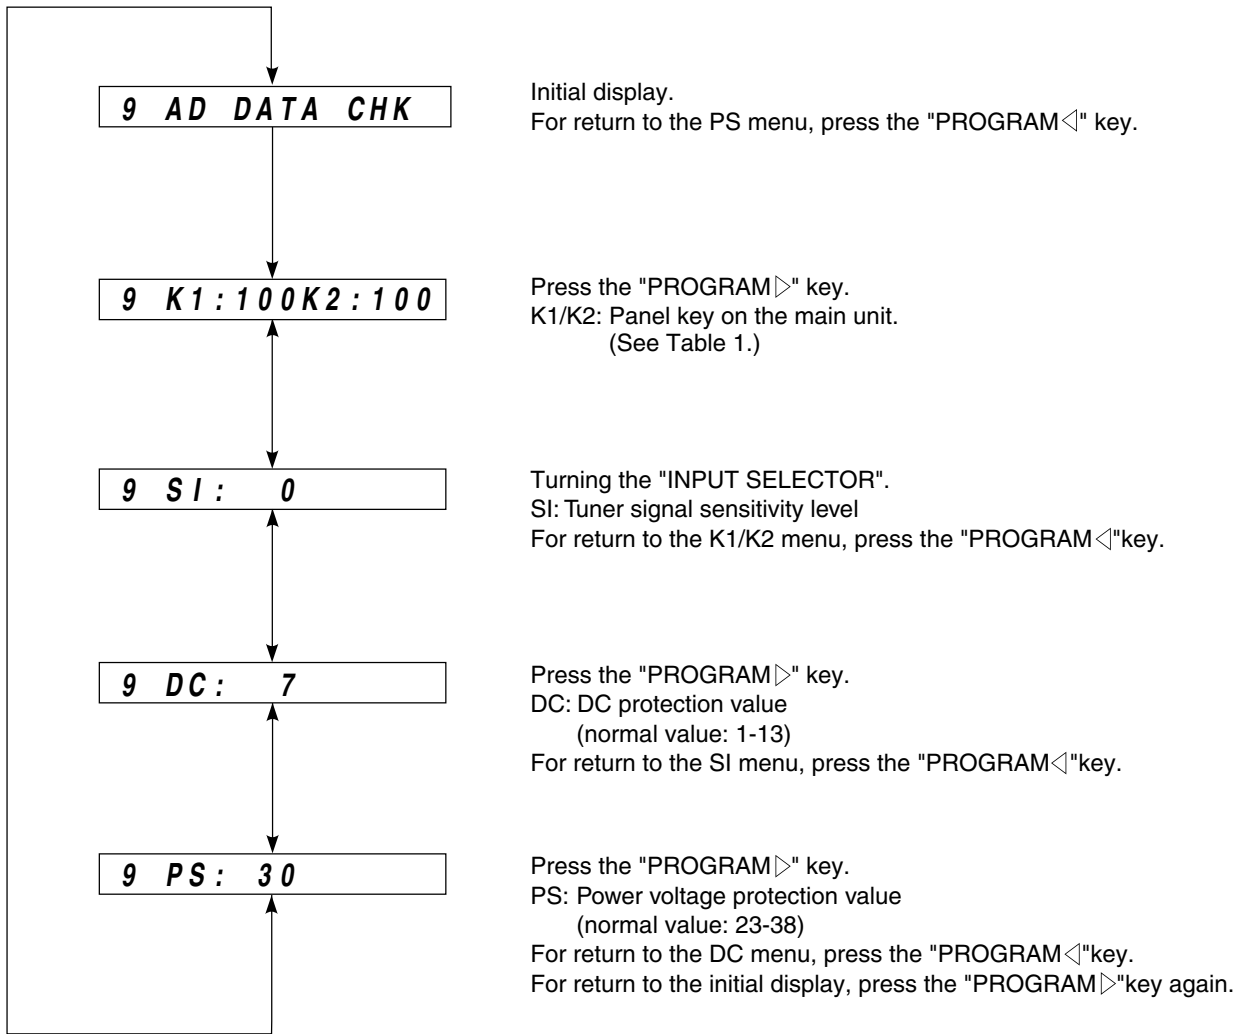 9 AD DATA CHK
Initial display.
For return to the PS menu, press the "PROGRAM◁" key.
9 K1:100K2:100
Press the "PROGRAM▷" key.
K1/K2: Panel key on the main unit.
(See Table 1.)
9 SI: 0
Turning the "INPUT SELECTOR".
SI: Tuner signal sensitivity level
For return to the K1/K2 menu, press the "PROGRAM◁"key.
9 DC: 7
Press the "PROGRAM▷" key.
DC: DC protection value
(normal value: 1-13)
For return to the SI menu, press the "PROGRAM◁"key.
9 PS: 30
Press the "PROGRAM▷" key.
PS: Power voltage protection value
(normal value: 23-38)
For return to the DC menu, press the "PROGRAM◁"key.
For return to the initial display, press the "PROGRAM▷"key again.